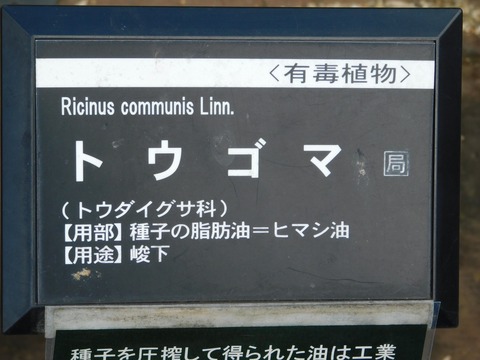 〈有毒植物〉
Ricinus communis Linn.
トウゴマ 局
(トウダイグサ科)
【用部】種子の脂肪油＝ヒマシ油
【用途】峻下
種子を圧搾して得られた油は工業